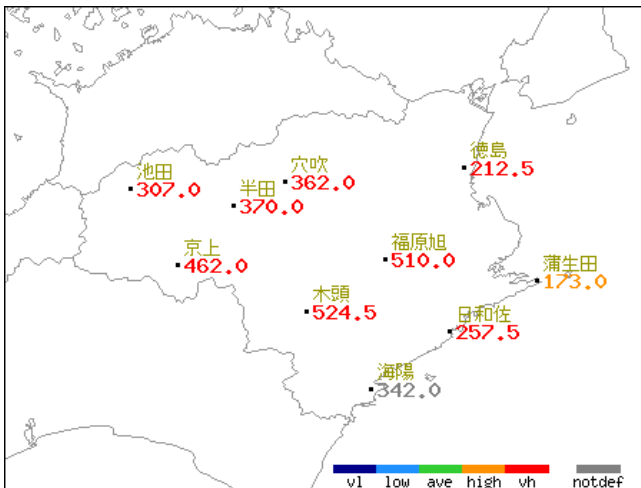 徳島
212.5
池田
307.0
穴吹
362.0
半田
370.0
京上
462.0
福原旭
510.0
蒲生田
173.0
木頭
524.5
日和佐
257.5
海陽
342.0
vl low ave high vh notdef